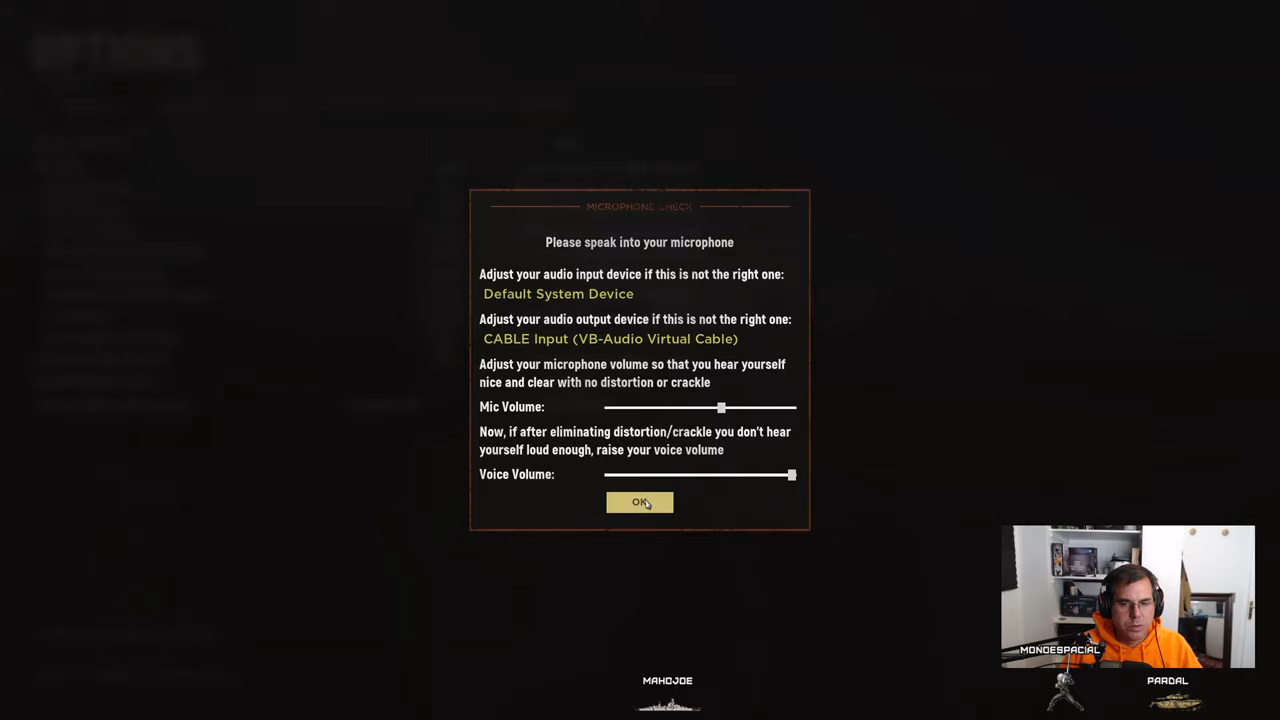 OPTIONS
MICROPHONE CHECK
Please speak into your microphone
Adjust your audio input device if this is not the right one:
Default System Device
Adjust your audio output device if this is not the right one:
CABLE Input (VB-Audio Virtual Cable)
Adjust your microphone volume so that you hear yourself
nice and clear with no distortion or crackle
Mic Volume:
Now, if after eliminating distortion/crackle you don't hear
yourself loud enough, raise your voice volume
Voice Volume:
OK
MONOESPACIAL
MAHDJOE
PARDAL